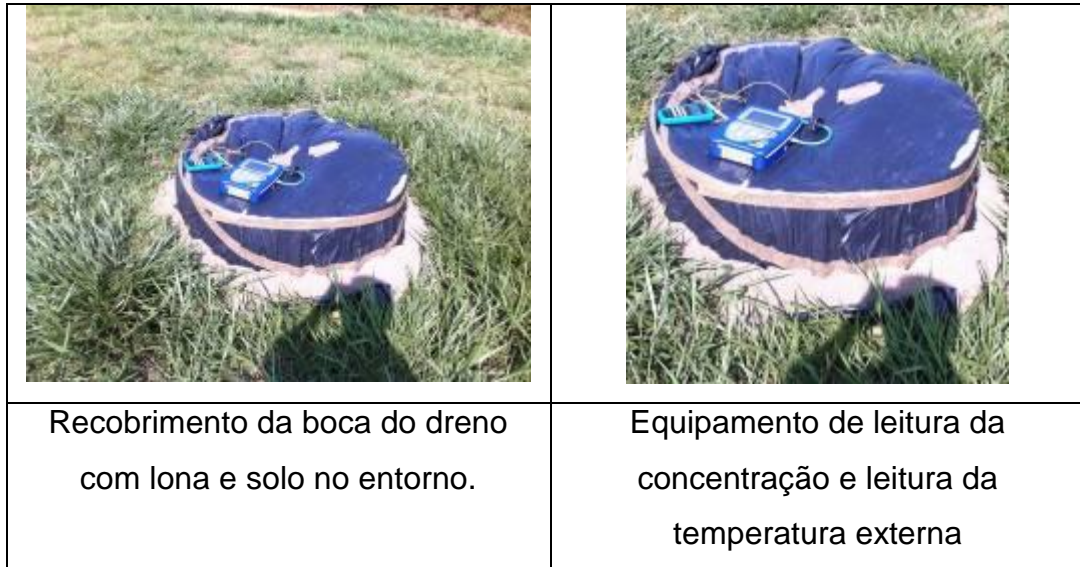 Recobrimento da boca do dreno
com lona e solo no entorno.
Equipamento de leitura da
concentração e leitura da
temperatura externa